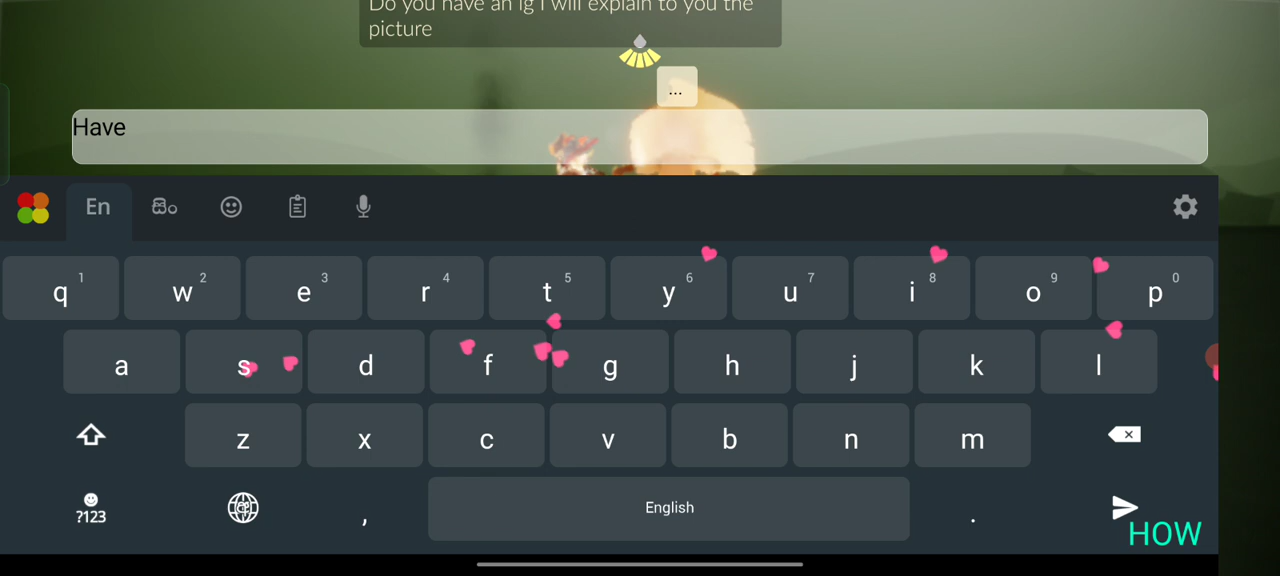 Do you have an ig I will explain to you the
picture
...
Have
En
සිං
q 1 w 2 e 3 r 4 t 5 y 6 u 7 i 8 o 9 p 0
a s d f g h j k l
z x c v b n m
?123 , English .
HOW